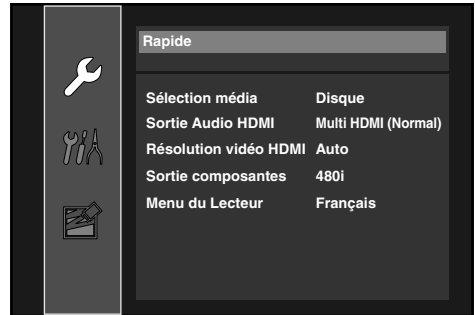 Rapide
Sélection média Disque
Sortie Audio HDMI Multi HDMI (Normal)
Résolution vidéo HDMI Auto
Sortie composantes 480i
Menu du Lecteur Français